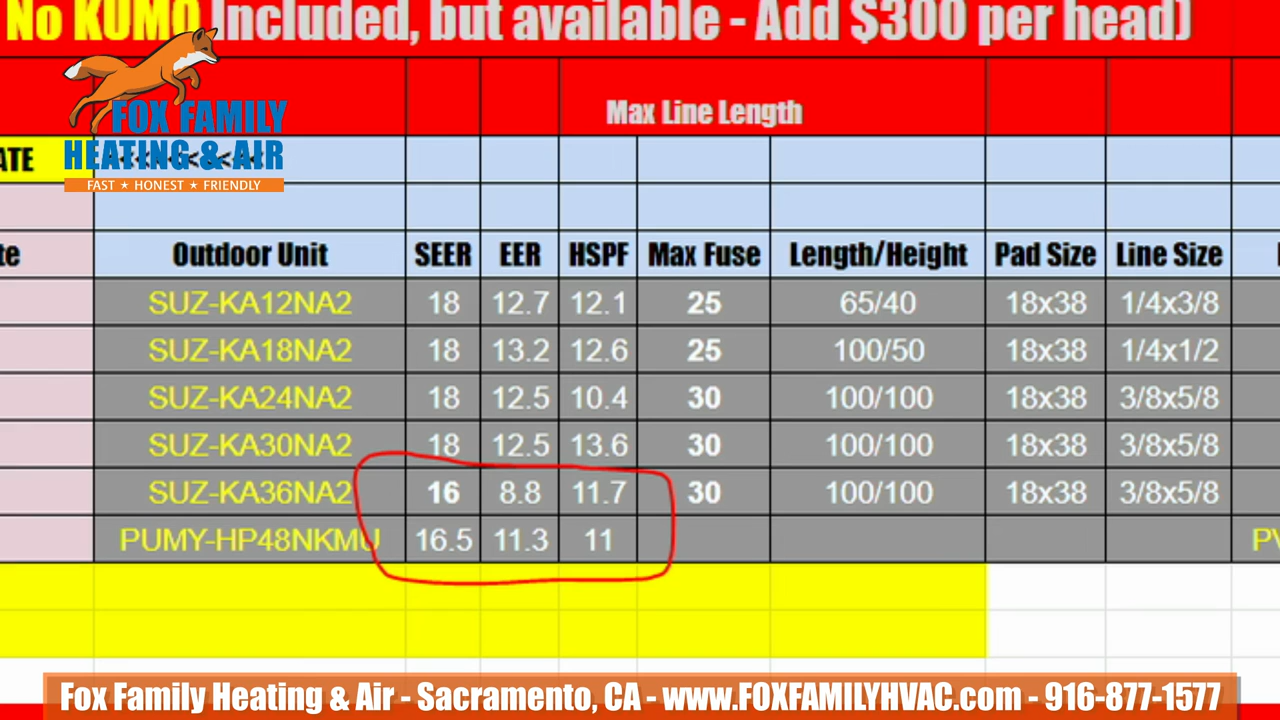 No KUMO Included, but available - Add $300 per head)
Max Line Length
FOX FAMILY
HEATING & AIR
FAST ★ HONEST ★ FRIENDLY
ATE <<<<<<
te Outdoor Unit SEER EER HSPF Max Fuse Length/Height Pad Size Line Size
SUZ-KA12NA2 18 12.7 12.1 25 65/40 18x38 1/4x3/8
SUZ-KA18NA2 18 13.2 12.6 25 100/50 18x38 1/4x1/2
SUZ-KA24NA2 18 12.5 10.4 30 100/100 18x38 3/8x5/8
SUZ-KA30NA2 18 12.5 13.6 30 100/100 18x38 3/8x5/8
SUZ-KA36NA2 16 8.8 11.7 30 100/100 18x38 3/8x5/8
PUMY-HP48NKMU 16.5 11.3 11 PV
Fox Family Heating & Air - Sacramento, CA - www.FOXFAMILYHVAC.com - 916-877-1577